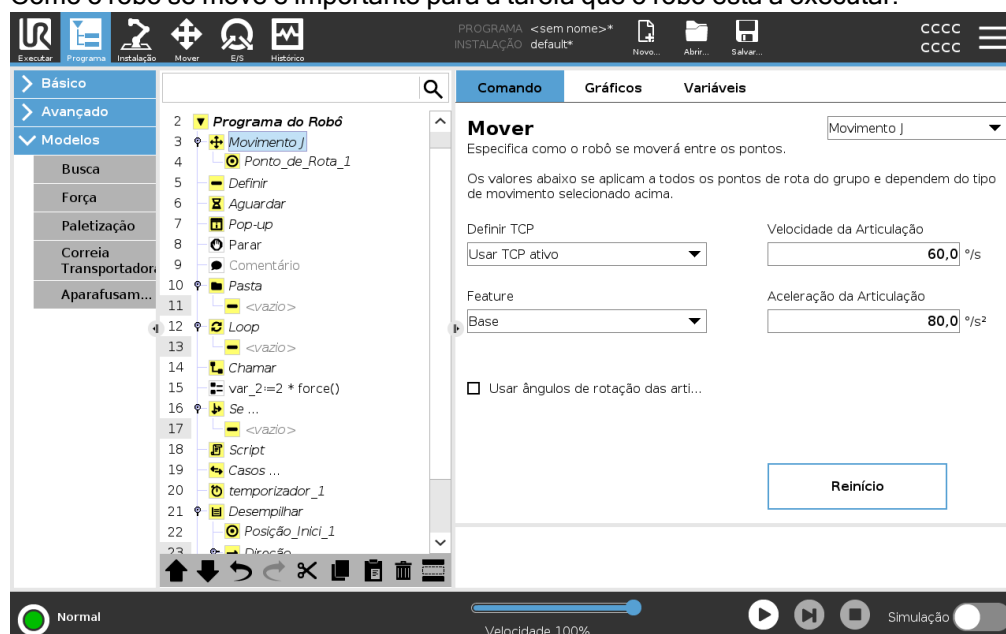 Como o robô se move é importante para a tarefa que o robô está a executar.
Executar
Programa
Instalação
Mover
E/S
Histórico
PROGRAMA <sem nome>*
INSTALAÇÃO default*
Novo...
Abrir...
Salvar...
CCCC
CCCC
Básico
Avançado
Modelos
Busca
Força
Paletização
Correia
Transportador
Aparafusam...
2 Programa do Robô
3 Movimento J
4 Ponto_de_Rota_1
5 Definir
6 Aguardar
7 Pop-up
8 Parar
9 Comentário
10 Pasta
11 <vazio>
12 Loop
13 <vazio>
14 Chamar
15 var_2:=2 * force()
16 Se ...
17 <vazio>
18 Script
19 Casos ...
20 temporizador_1
21 Desempilhar
22 Posição_Inici_1
23 Direção
Comando Gráficos Variáveis
Mover
Movimento J
Especifica como o robô se moverá entre os pontos.
Os valores abaixo se aplicam a todos os pontos de rota do grupo e dependem do tipo
de movimento selecionado acima.
Definir TCP
Velocidade da Articulação
Usar TCP ativo
60,0 °/s
Feature
Aceleração da Articulação
Base
80,0 °/s²
Usar ângulos de rotação das arti...
Reinício
Normal
Velocidade 100%
Simulação